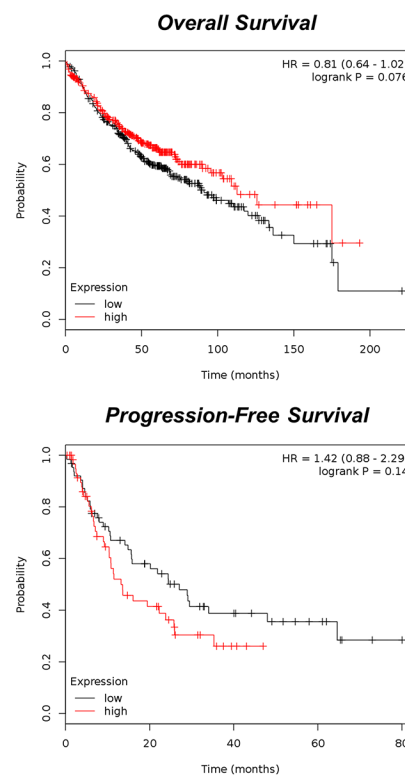 Overall Survival
HR = 0.81 (0.64 - 1.02
logrank P = 0.076
Probability
1.0
0.8
0.6
0.4
0.2
0.0
Expression
low
high
0 50 100 150 200
Time (months)
Progression-Free Survival
HR = 1.42 (0.88 - 2.29
logrank P = 0.14
Probability
1.0
0.8
0.6
0.4
0.2
0.0
Expression
low
high
0 20 40 60 80
Time (months)